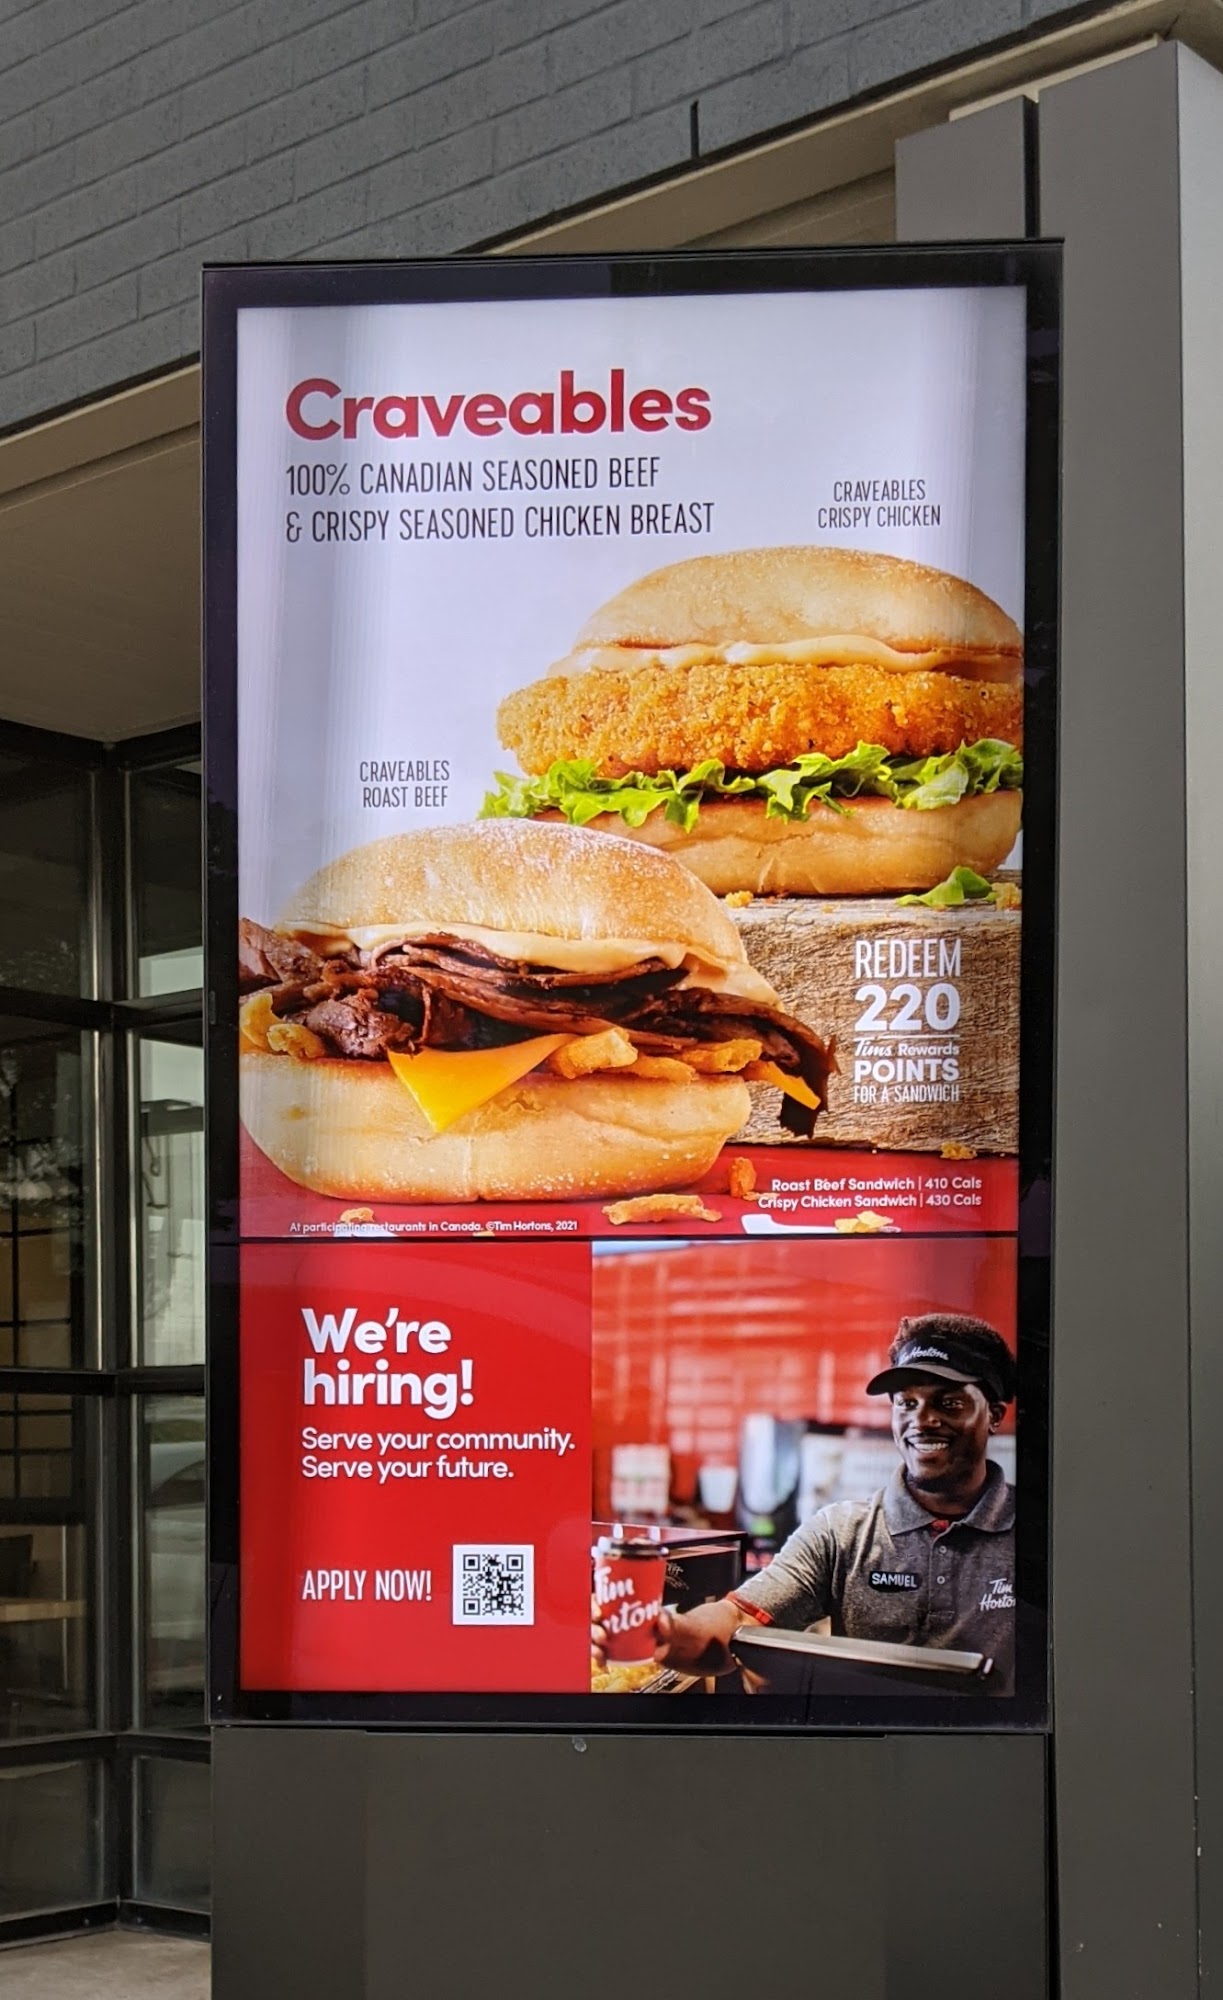 Craveables
100% CANADIAN SEASONED BEEF
& CRISPY SEASONED CHICKEN BREAST
CRAVEABLES
CRISPY CHICKEN
CRAVEABLES
ROAST BEEF
REDEEM
220
Tims Rewards
POINTS
FOR A SANDWICH
Roast Beef Sandwich | 410 Cals
Crispy Chicken Sandwich | 430 Cals
At participating restaurants in Canada. ©Tim Hortons, 2021
We're
hiring!
Serve your community.
Serve your future.
APPLY NOW!
Hortons
SAMUEL
Tim
Horto
Tim
rton